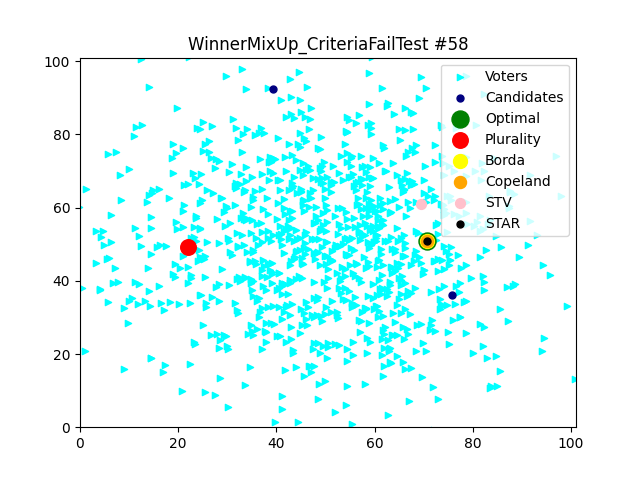 WinnerMixUp_CriteriaFailTest #58
100
80
60
40
20
0
0 20 40 60 80 100
Voters
Candidates
Optimal
Plurality
Borda
Copeland
STV
STAR